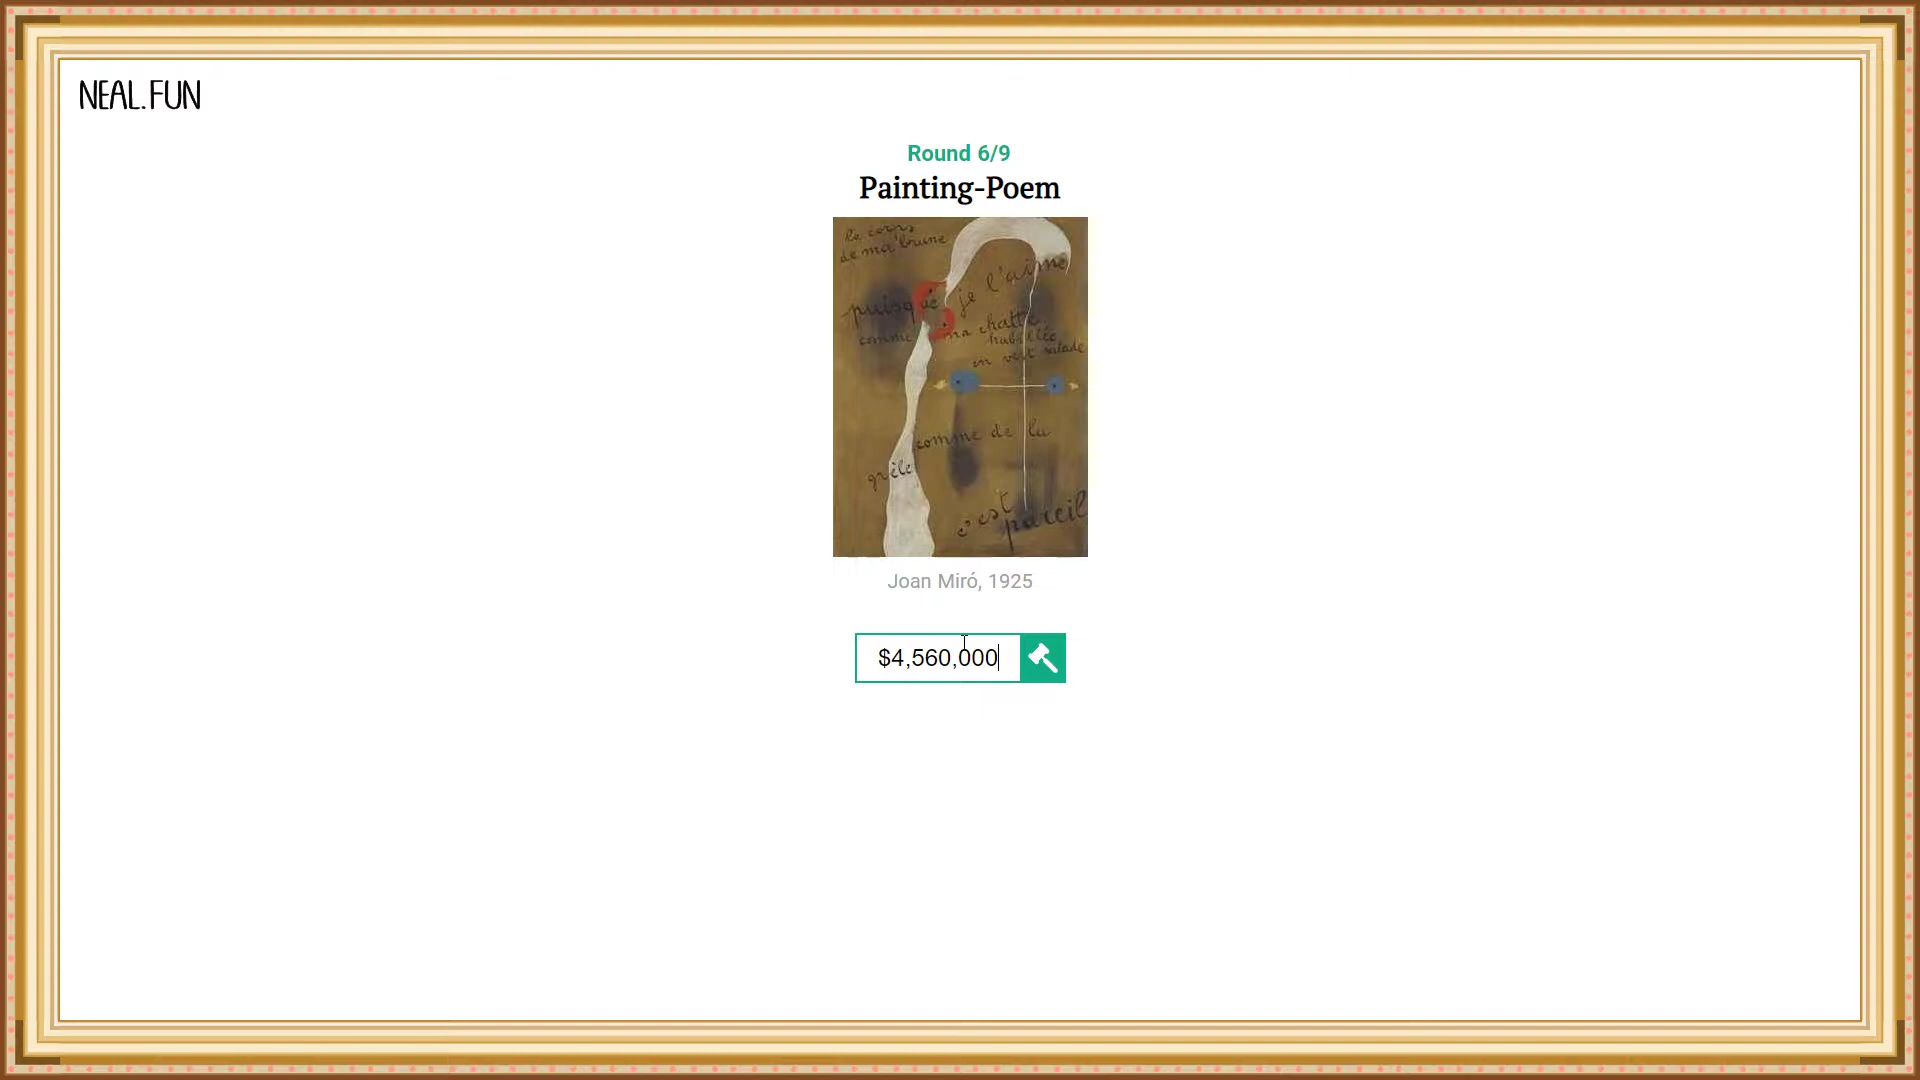 NEAL.FUN
Round 6/9
Painting-Poem
le corps
de ma brune
puisque je l'aime
comme ma chatte
habillée
en vert salade
comme de la
grêle
c'est
pareil
Joan Miró, 1925
$4,560,000